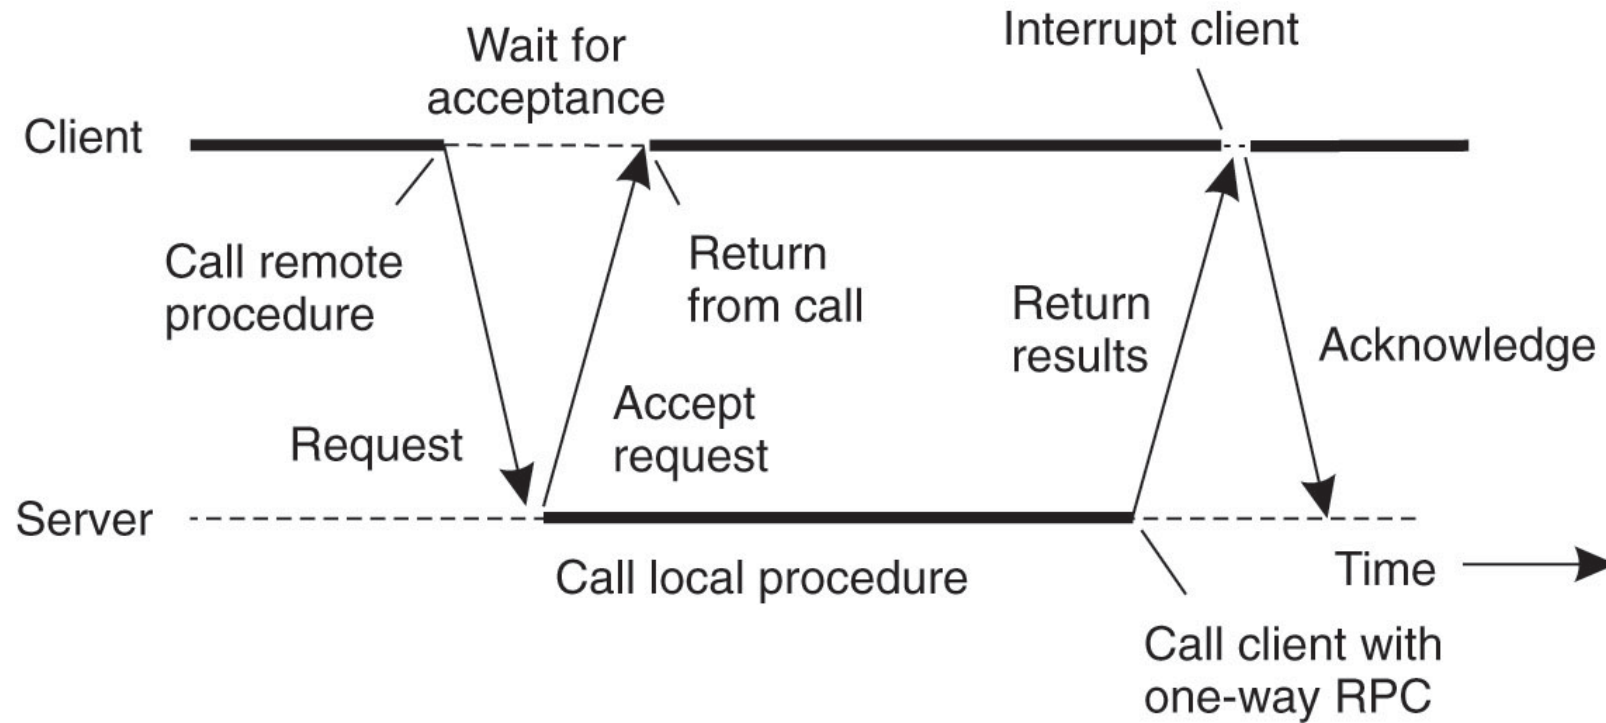 Interrupt client
Wait for
acceptance
Client
Call remote
procedure
Return
from call
Return
results
Acknowledge
Accept
request
Request
Server
Call local procedure
Time
Call client with
one-way RPC